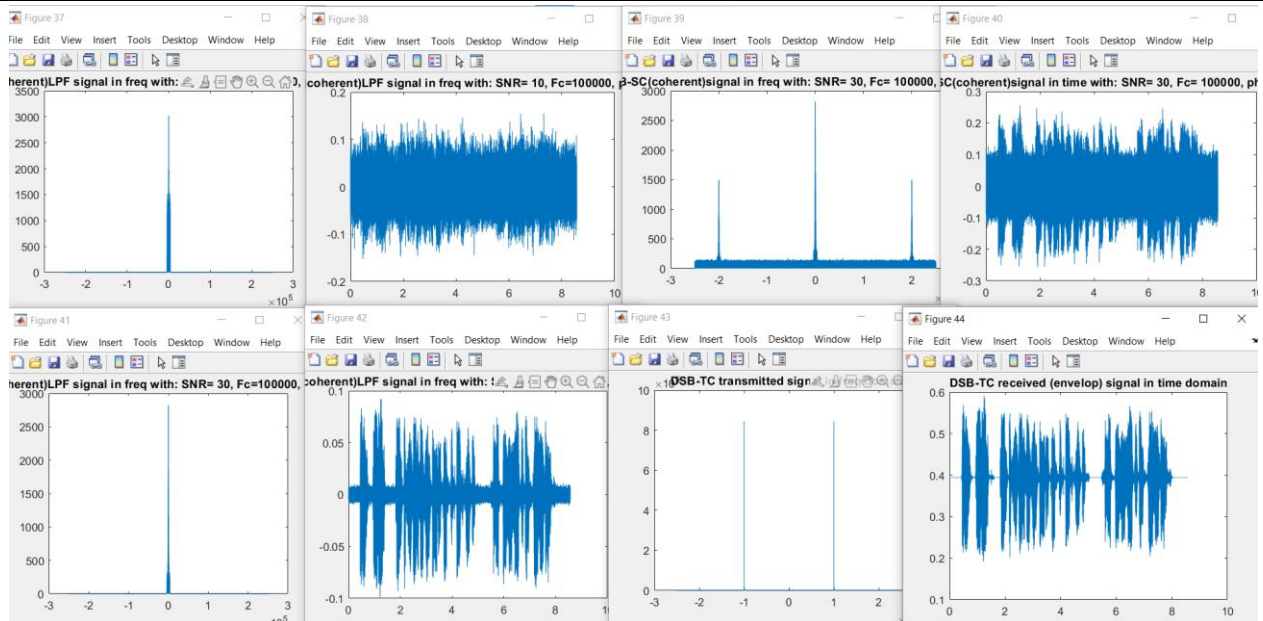 Figure 37
File Edit View Insert Tools Desktop Window Help
herent)LPF signal in freq with: 0,
3500
3000
2500
2000
1500
1000
500
0
-3 -2 -1 0 1 2 3
×10^5
Figure 38
File Edit View Insert Tools Desktop Window Help
coherent)LPF signal in freq with: SNR= 10, Fc=100000, p
0.2
0.1
0
-0.1
-0.2
0 2 4 6 8 10
Figure 39
File Edit View Insert Tools Desktop Window Help
B-SC(coherent)signal in freq with: SNR= 30, Fc= 100000,
3000
2500
2000
1500
1000
500
0
-3 -2 -1 0 1 2
Figure 40
File Edit View Insert Tools Desktop Window Help
SC(coherent)signal in time with: SNR= 30, Fc= 100000, ph
0.3
0.2
0.1
0
-0.1
-0.2
-0.3
0 2 4 6 8 10
Figure 41
File Edit View Insert Tools Desktop Window Help
herent)LPF signal in freq with: SNR= 30, Fc=100000,
3000
2500
2000
1500
1000
500
0
-3 -2 -1 0 1 2 3
Figure 42
File Edit View Insert Tools Desktop Window Help
coherent)LPF signal in freq with:
0.1
0.05
0
-0.05
-0.1
0 2 4 6 8
Figure 43
File Edit View Insert Tools Desktop Window Help
DSB-TC transmitted sign
10
8
6
4
2
0
-3 -2 -1 0 1 2
Figure 44
File Edit View Insert Tools Desktop Window Help
DSB-TC received (envelop) signal in time domain
0.6
0.5
0.4
0.3
0.2
0.1
0 2 4 6 8 10